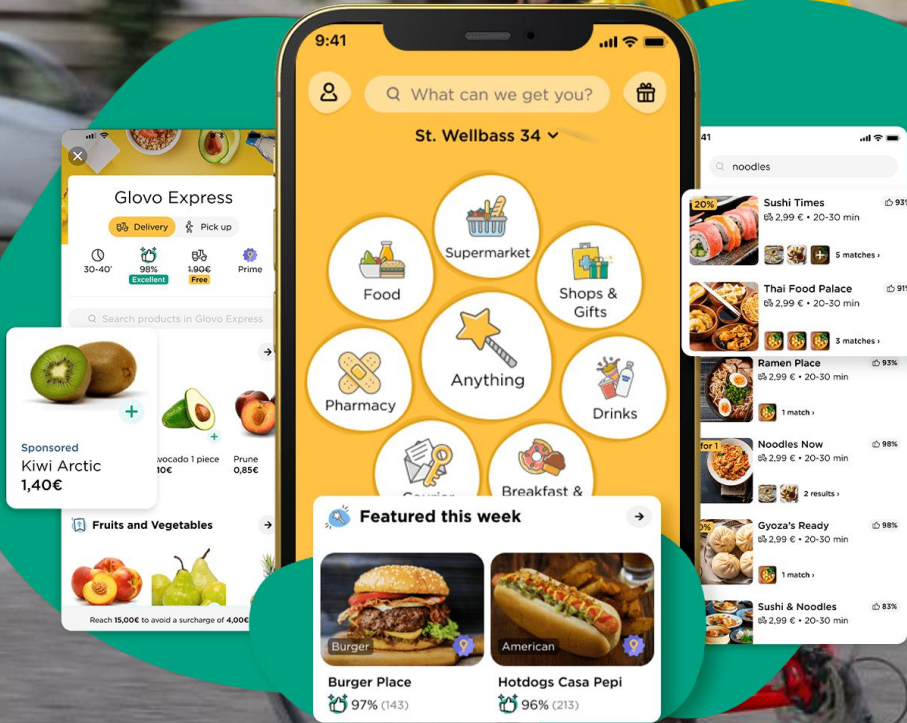 9:41
What can we get you?
St. Wellbass 34
Supermarket
Food
Shops &
Gifts
Anything
Pharmacy
Drinks
Breakfast &
Featured this week
Burger
American
Burger Place
97% (143)
Hotdogs Casa Pepi
96% (213)
Glovo Express
Delivery
Pick up
30-40'
98%
Excellent
1.90€
Free
Prime
Search products in Glovo Express
Sponsored
Kiwi Arctic
1,40€
vocado 1 piece
10€
Prune
0,85€
Fruits and Vegetables
Reach 15,00€ to avoid a surcharge of 4,00€
41
noodles
20%
Sushi Times
93%
2,99 € • 20-30 min
5 matches ›
Thai Food Palace
91%
2,99 € • 20-30 min
3 matches ›
Ramen Place
93%
2,99 € • 20-30 min
1 match ›
for 1
Noodles Now
98%
2,99 € • 20-30 min
2 results ›
0%
Gyoza's Ready
98%
2,99 € • 20-30 min
1 match ›
Sushi & Noodles
83%
2,99 € • 20-30 min